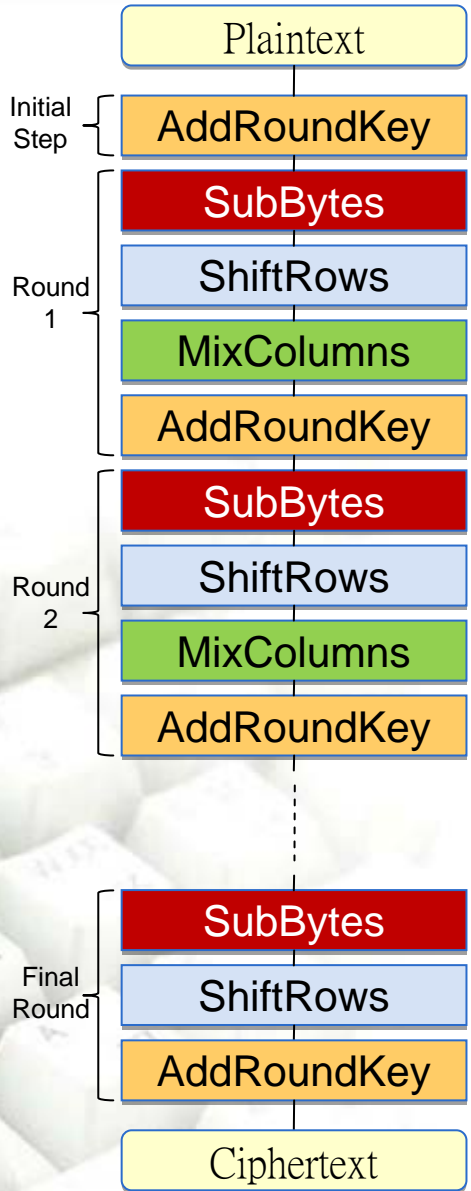 Plaintext
Initial
Step
AddRoundKey
Round
1
SubBytes
ShiftRows
MixColumns
AddRoundKey
Round
2
SubBytes
ShiftRows
MixColumns
AddRoundKey
Final
Round
SubBytes
ShiftRows
AddRoundKey
Ciphertext